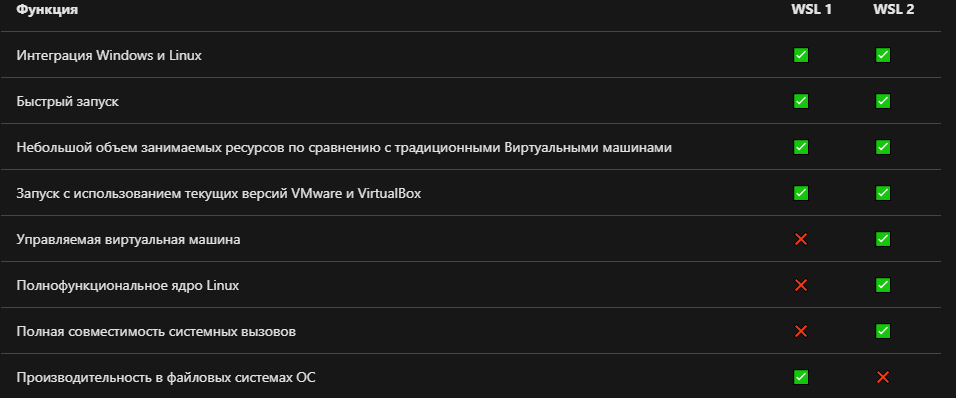 Функция WSL 1 WSL 2
Интеграция Windows и Linux
Быстрый запуск
Небольшой объем занимаемых ресурсов по сравнению с традиционными Виртуальными машинами
Запуск с использованием текущих версий VMware и VirtualBox
Управляемая виртуальная машина
Полнофункциональное ядро Linux
Полная совместимость системных вызовов
Производительность в файловых системах ОС